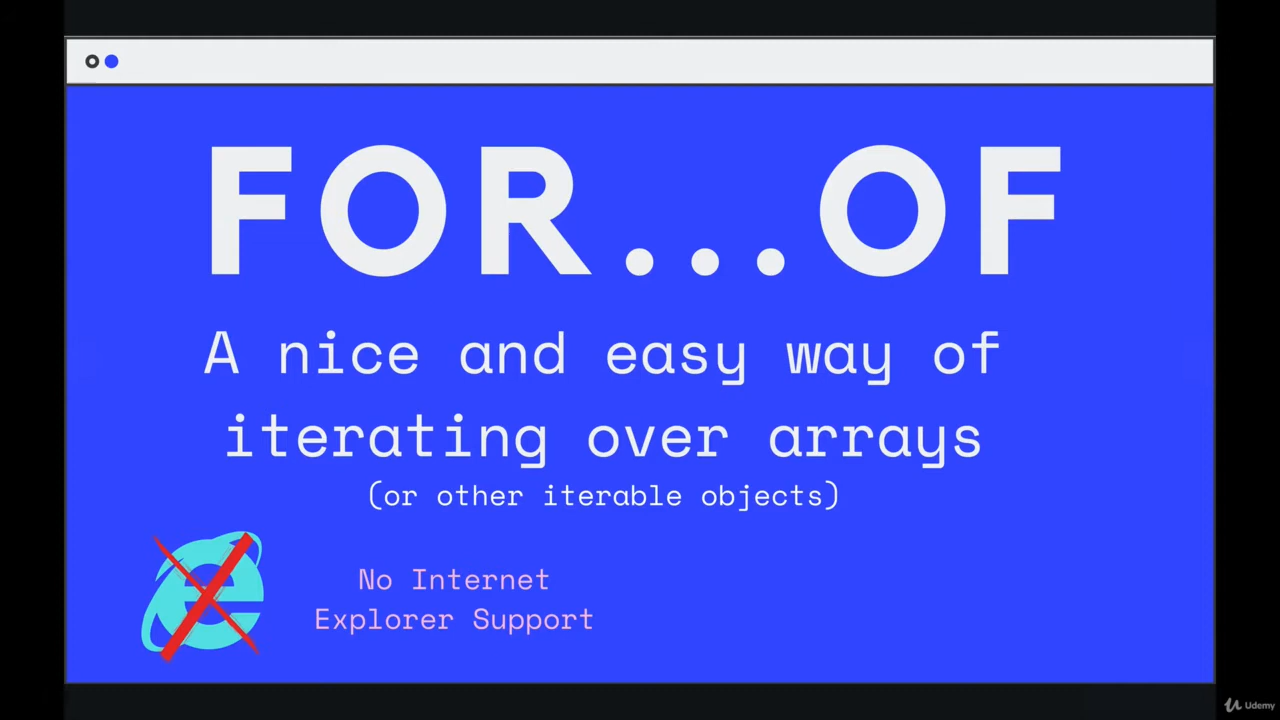 FOR...OF
A nice and easy way of
iterating over arrays
(or other iterable objects)
No Internet
Explorer Support
Udemy